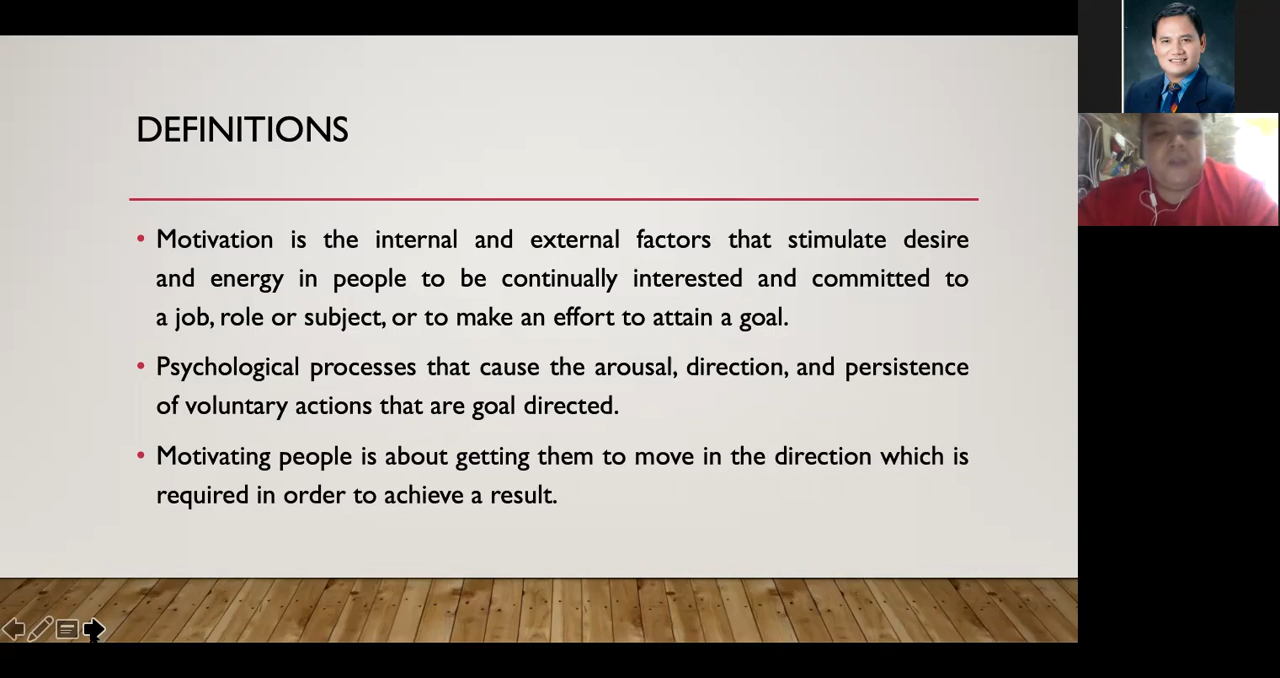 DEFINITIONS
• Motivation is the internal and external factors that stimulate desire
and energy in people to be continually interested and committed to
a job, role or subject, or to make an effort to attain a goal.
• Psychological processes that cause the arousal, direction, and persistence
of voluntary actions that are goal directed.
• Motivating people is about getting them to move in the direction which is
required in order to achieve a result.